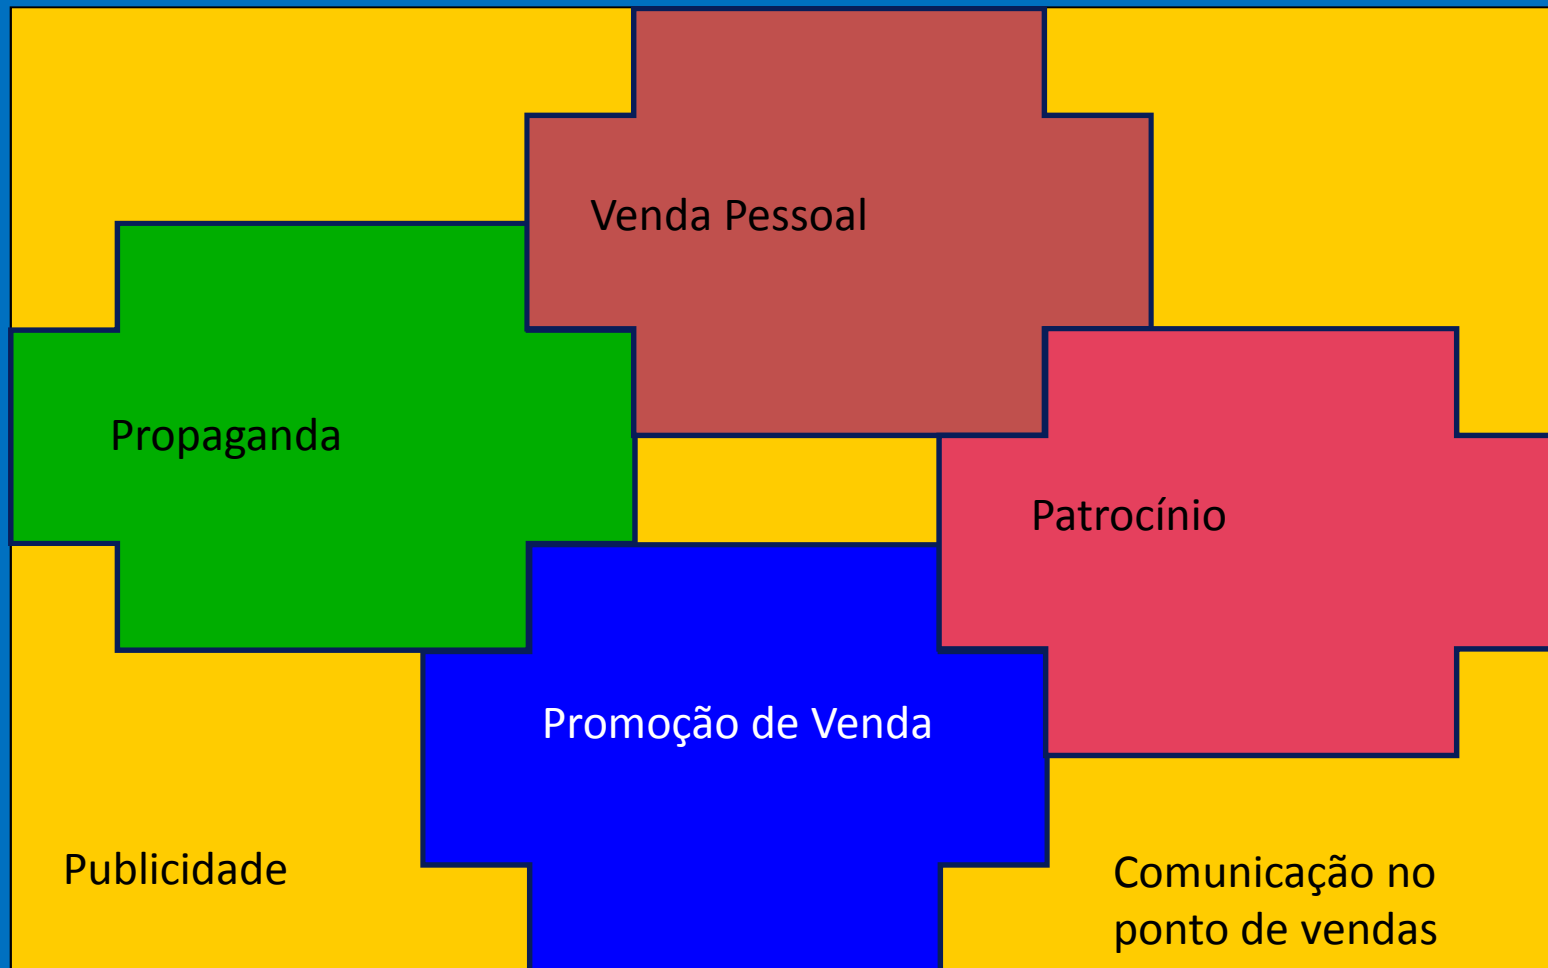 Venda Pessoal
Propaganda
Patrocínio
Promoção de Venda
Publicidade
Comunicação no
ponto de vendas